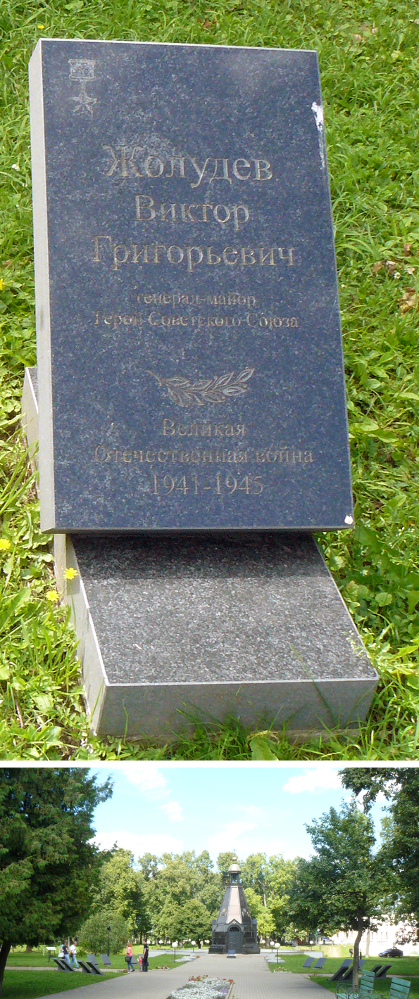 Жолудев
Виктор
Григорьевич
генерал-майор
Герой Советского Союза
Великая
Отечественная война
1941-1945